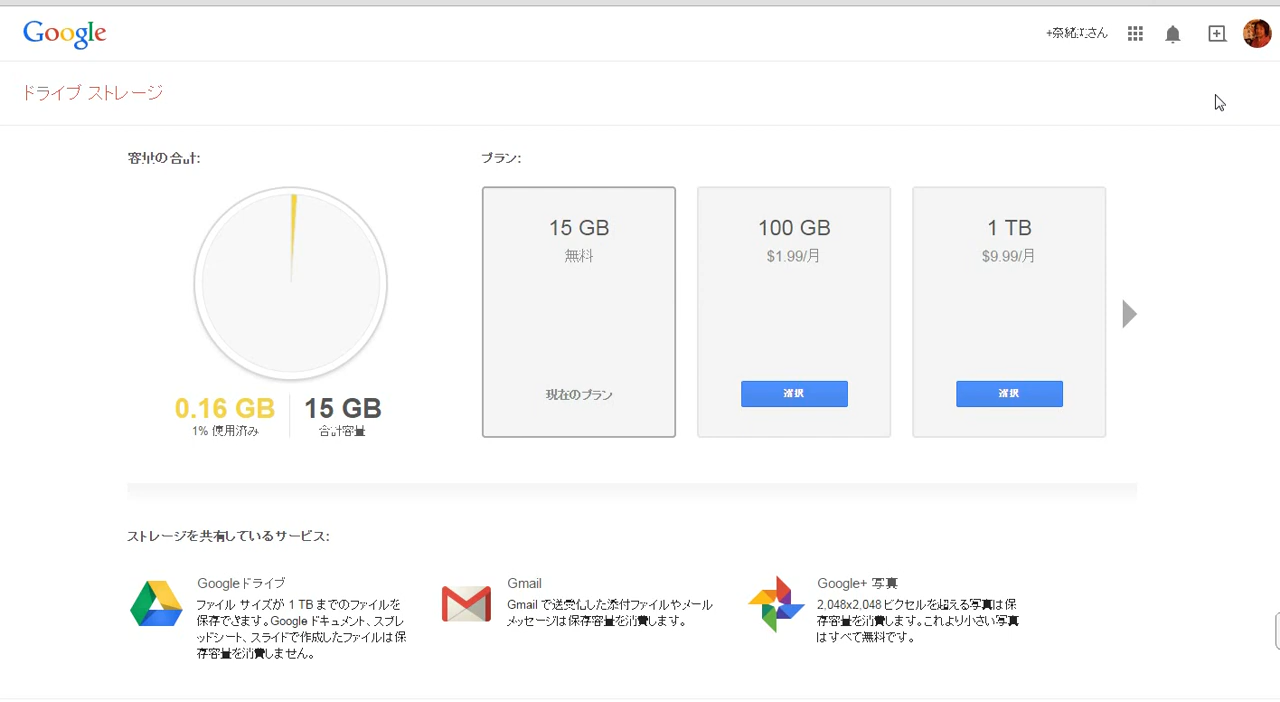 Google
+奈緒江さん
ドライブ ストレージ
容量の合計:
プラン:
15 GB
無料
現在のプラン
100 GB
$1.99/月
選択
1 TB
$9.99/月
選択
0.16 GB
1% 使用済み
15 GB
合計容量
ストレージを共有しているサービス:
Googleドライブ
ファイル サイズが 1 TB までのファイルを
保存できます。Google ドキュメント、スプレ
ッドシート、スライドで作成したファイルは保
存容量を消費しません。
Gmail
Gmail で送受信した添付ファイルやメール
メッセージは保存容量を消費します。
Google+ 写真
2,048x2,048 ピクセルを超える写真は保
存容量を消費します。これより小さい写真
はすべて無料です。